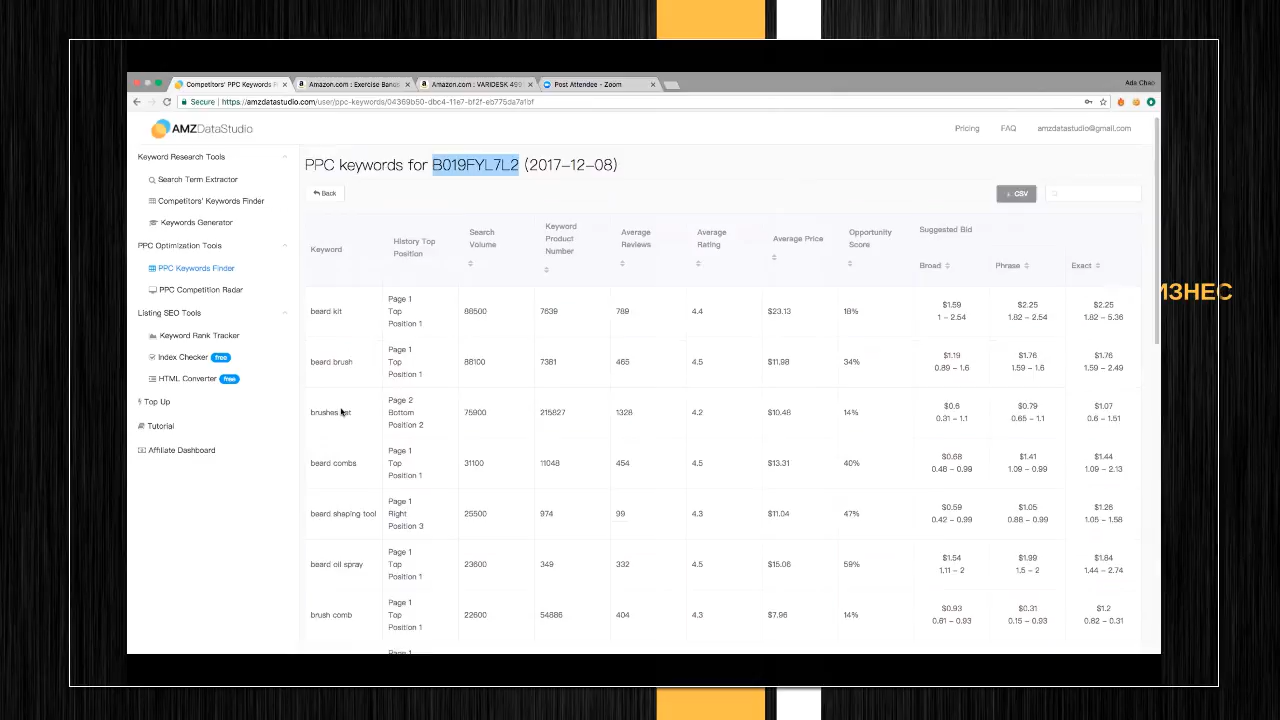 Competitors' PPC Keywords F
Amazon.com : Exercise Bands
Amazon.com : VARIDESK 499
Post Attendee - Zoom
Ada Chao
Secure | https://amzdatastudio.com/user/ppc-keywords/04369b50-dbc4-11e7-bf2f-eb775da7a1bf
AMZDataStudio
Pricing
FAQ
amzdatastudio@gmail.com
Keyword Research Tools
Search Term Extractor
Competitors' Keywords Finder
Keywords Generator
PPC Optimization Tools
PPC Keywords Finder
PPC Competition Radar
Listing SEO Tools
Keyword Rank Tracker
Index Checker free
HTML Converter free
Top Up
Tutorial
Affiliate Dashboard
PPC keywords for B019FYL7L2 (2017-12-08)
Back
CSV
Keyword
History Top
Position
Search
Volume
Keyword
Product
Number
Average
Reviews
Average
Rating
Average Price
Opportunity
Score
Suggested Bid
Broad
Phrase
Exact
beard kit
Page 1
Top
Position 1
88500
7639
789
4.4
$23.13
18%
$1.59
1 - 2.54
$2.25
1.82 - 2.54
$2.25
1.82 - 5.36
beard brush
Page 1
Top
Position 1
88100
7381
465
4.5
$11.98
34%
$1.19
0.89 - 1.6
$1.76
1.59 - 1.6
$1.76
1.59 - 2.49
brushes
Page 2
Bottom
Position 2
75900
215827
1328
4.2
$10.48
14%
$0.6
0.31 - 1.1
$0.79
0.65 - 1.1
$1.07
0.6 - 1.51
beard combs
Page 1
Top
Position 1
31100
11048
454
4.5
$13.31
40%
$0.68
0.48 - 0.99
$1.41
1.09 - 0.99
$1.44
1.09 - 2.13
beard shaping tool
Page 1
Right
Position 3
25500
974
99
4.3
$11.04
47%
$0.59
0.42 - 0.99
$1.05
0.88 - 0.99
$1.26
1.05 - 1.58
beard oil spray
Page 1
Top
Position 1
23600
349
332
4.5
$15.06
59%
$1.54
1.11 - 2
$1.99
1.5 - 2
$1.84
1.44 - 2.74
brush comb
Page 1
Top
Position 1
22600
54886
404
4.3
$7.96
14%
$0.93
0.81 - 0.93
$0.31
0.15 - 0.93
$1.2
0.82 - 0.31
M3HEC